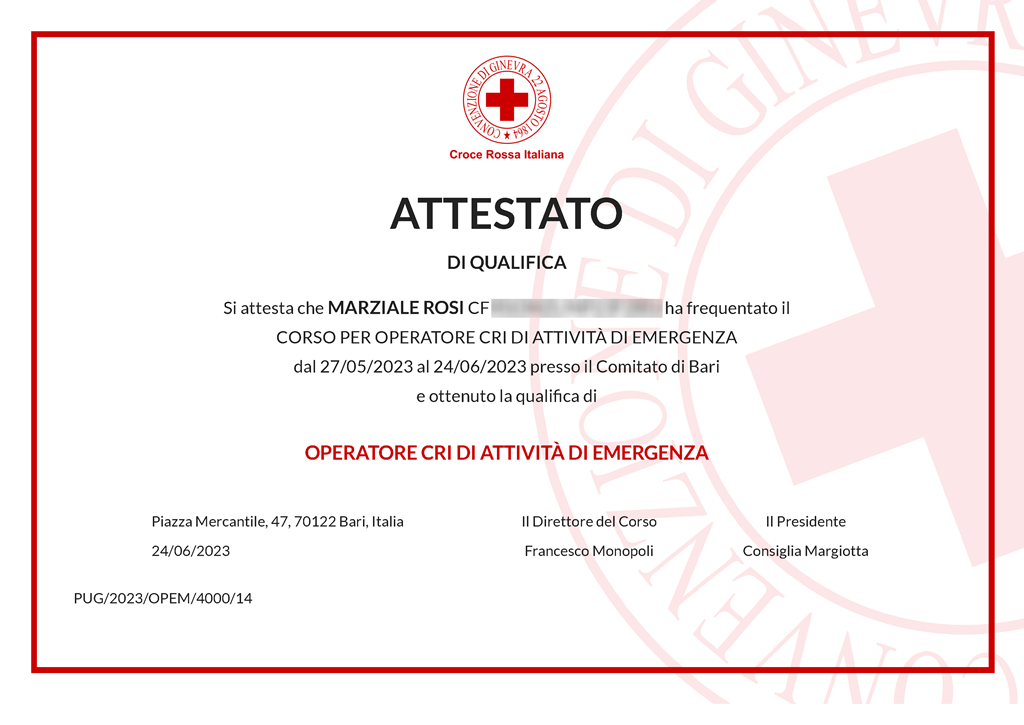 CONVENZIONE DI GINEVRA 22 AGOSTO 1864
Croce Rossa Italiana
ATTESTATO
DI QUALIFICA
Si attesta che MARZIALE ROSI CF ha frequentato il
CORSO PER OPERATORE CRI DI ATTIVITÀ DI EMERGENZA
dal 27/05/2023 al 24/06/2023 presso il Comitato di Bari
e ottenuto la qualifica di
OPERATORE CRI DI ATTIVITÀ DI EMERGENZA
Piazza Mercantile, 47, 70122 Bari, Italia
24/06/2023
Il Direttore del Corso
Francesco Monopoli
Il Presidente
Consiglia Margiotta
PUG/2023/OPEM/4000/14
CONVENZIONE DI GINEVRA